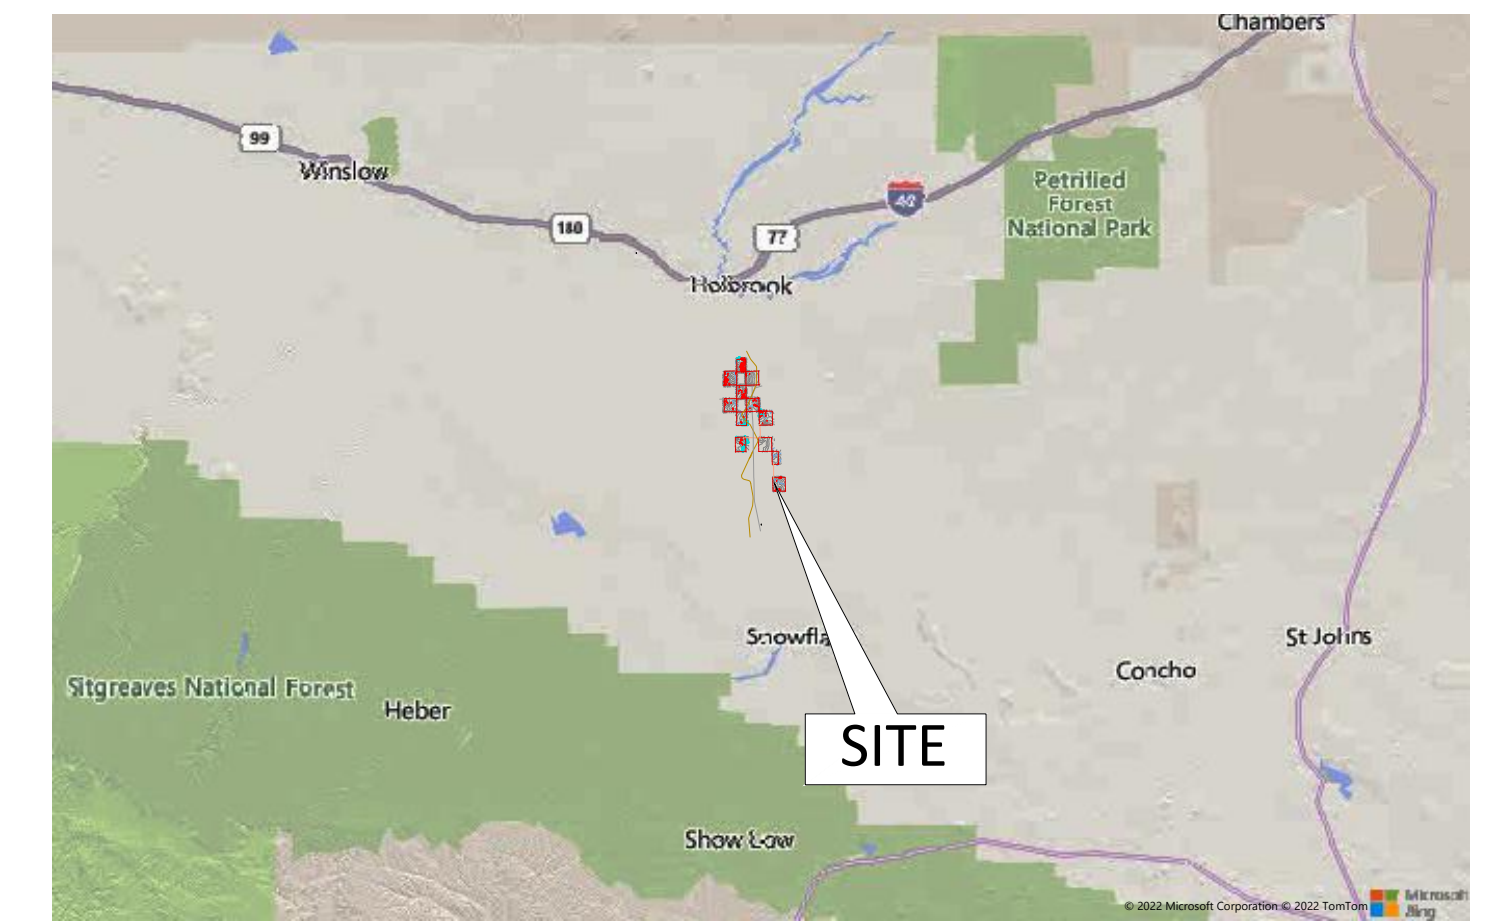 Chambers
99
Winslow
180
77
40
Petrified
Forest
National Park
Holbrook
Snowfla
St Johns
Concho
Sitgreaves National Forest
Heber
SITE
Show Low
© 2022 Microsoft Corporation © 2022 TomTom
Microsoft
Bing